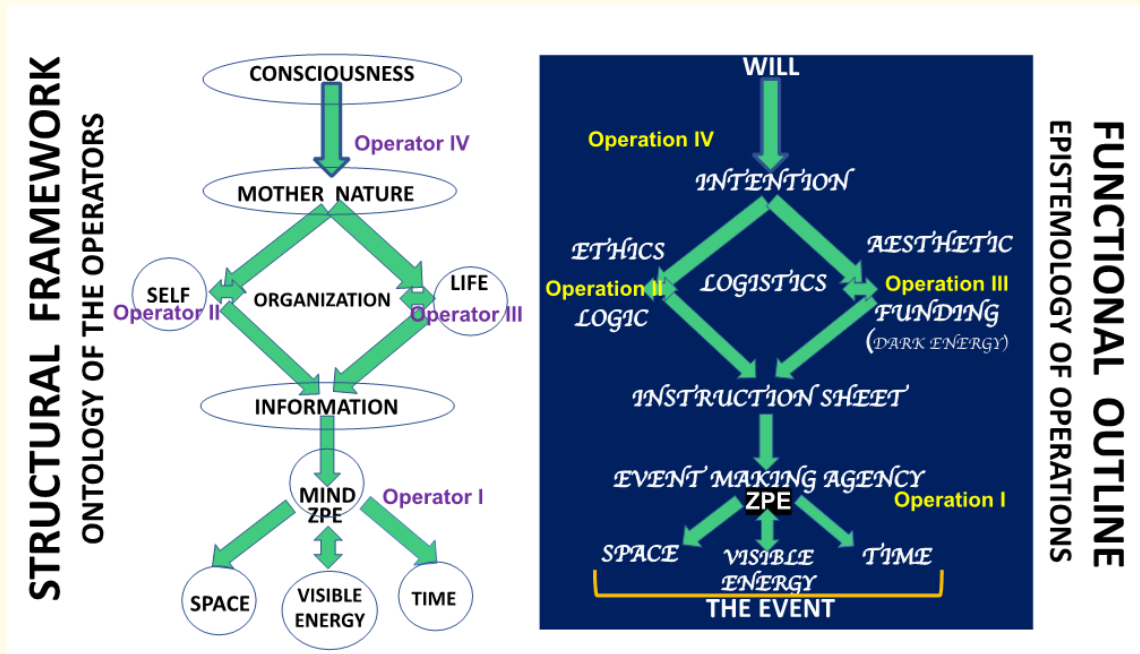 STRUCTURAL FRAMEWORK
ONTOLOGY OF THE OPERATORS
CONSCIOUSNESS
Operator IV
MOTHER NATURE
SELF
Operator II
ORGANIZATION
LIFE
Operator III
INFORMATION
MIND
ZPE
Operator I
SPACE
VISIBLE
ENERGY
TIME
WILL
Operation IV
INTENTION
ETHICS
Operation II
LOGIC
LOGISTICS
AESTHETIC
Operation III
FUNDING
(DARK ENERGY)
INSTRUCTION SHEET
EVENT MAKING AGENCY
ZPE
Operation I
SPACE
VISIBLE
ENERGY
TIME
THE EVENT
FUNCTIONAL OUTLINE
EPISTEMOLOGY OF OPERATIONS